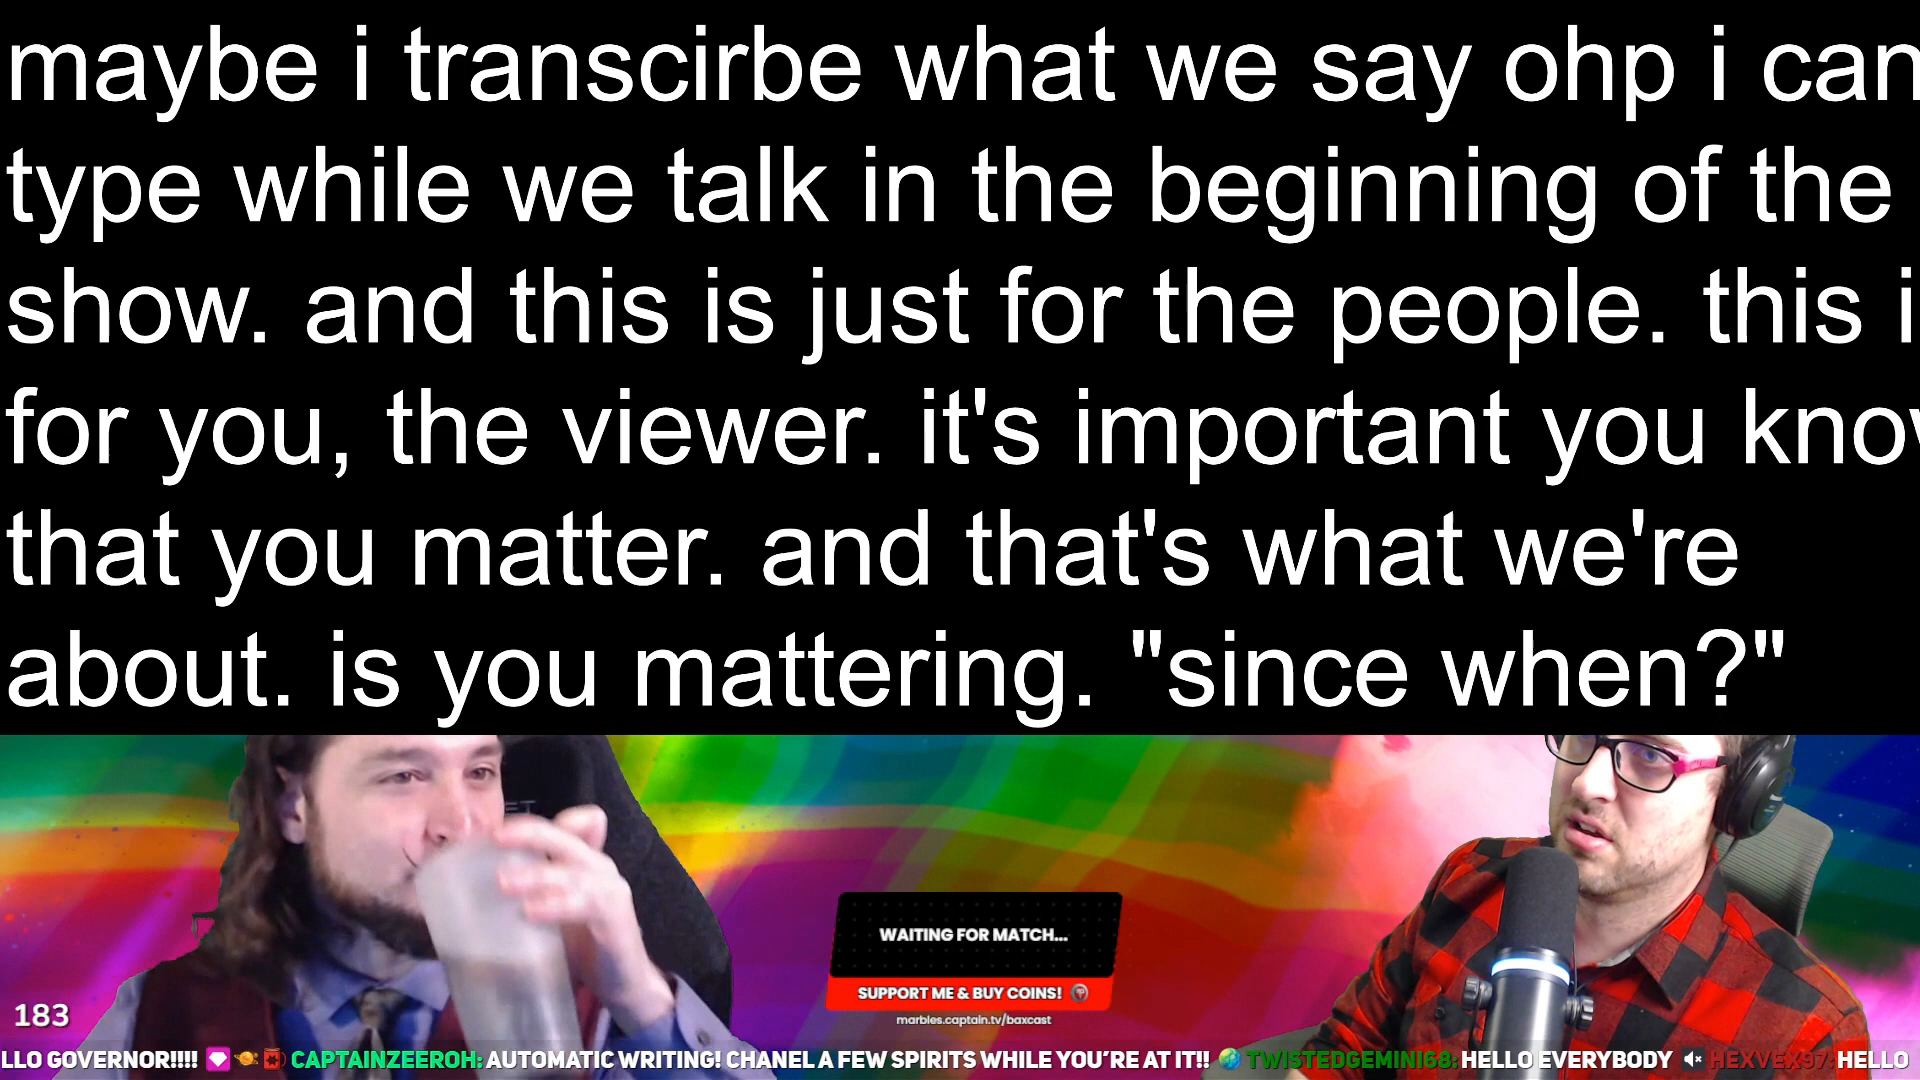 maybe i transcirbe what we say ohp i can
type while we talk in the beginning of the
show. and this is just for the people. this i
for you, the viewer. it's important you kno
that you matter. and that's what we're
about. is you mattering. "since when?"
WAITING FOR MATCH...
SUPPORT ME & BUY COINS!
marbles.captain.tv/baxcast
183
LLO GOVERNOR!!!! CAPTAINZEEROH: AUTOMATIC WRITING! CHANEL A FEW SPIRITS WHILE YOU'RE AT IT!! TWISTEDGEMINI68: HELLO EVERYBODY HEXVEX97: HELLO